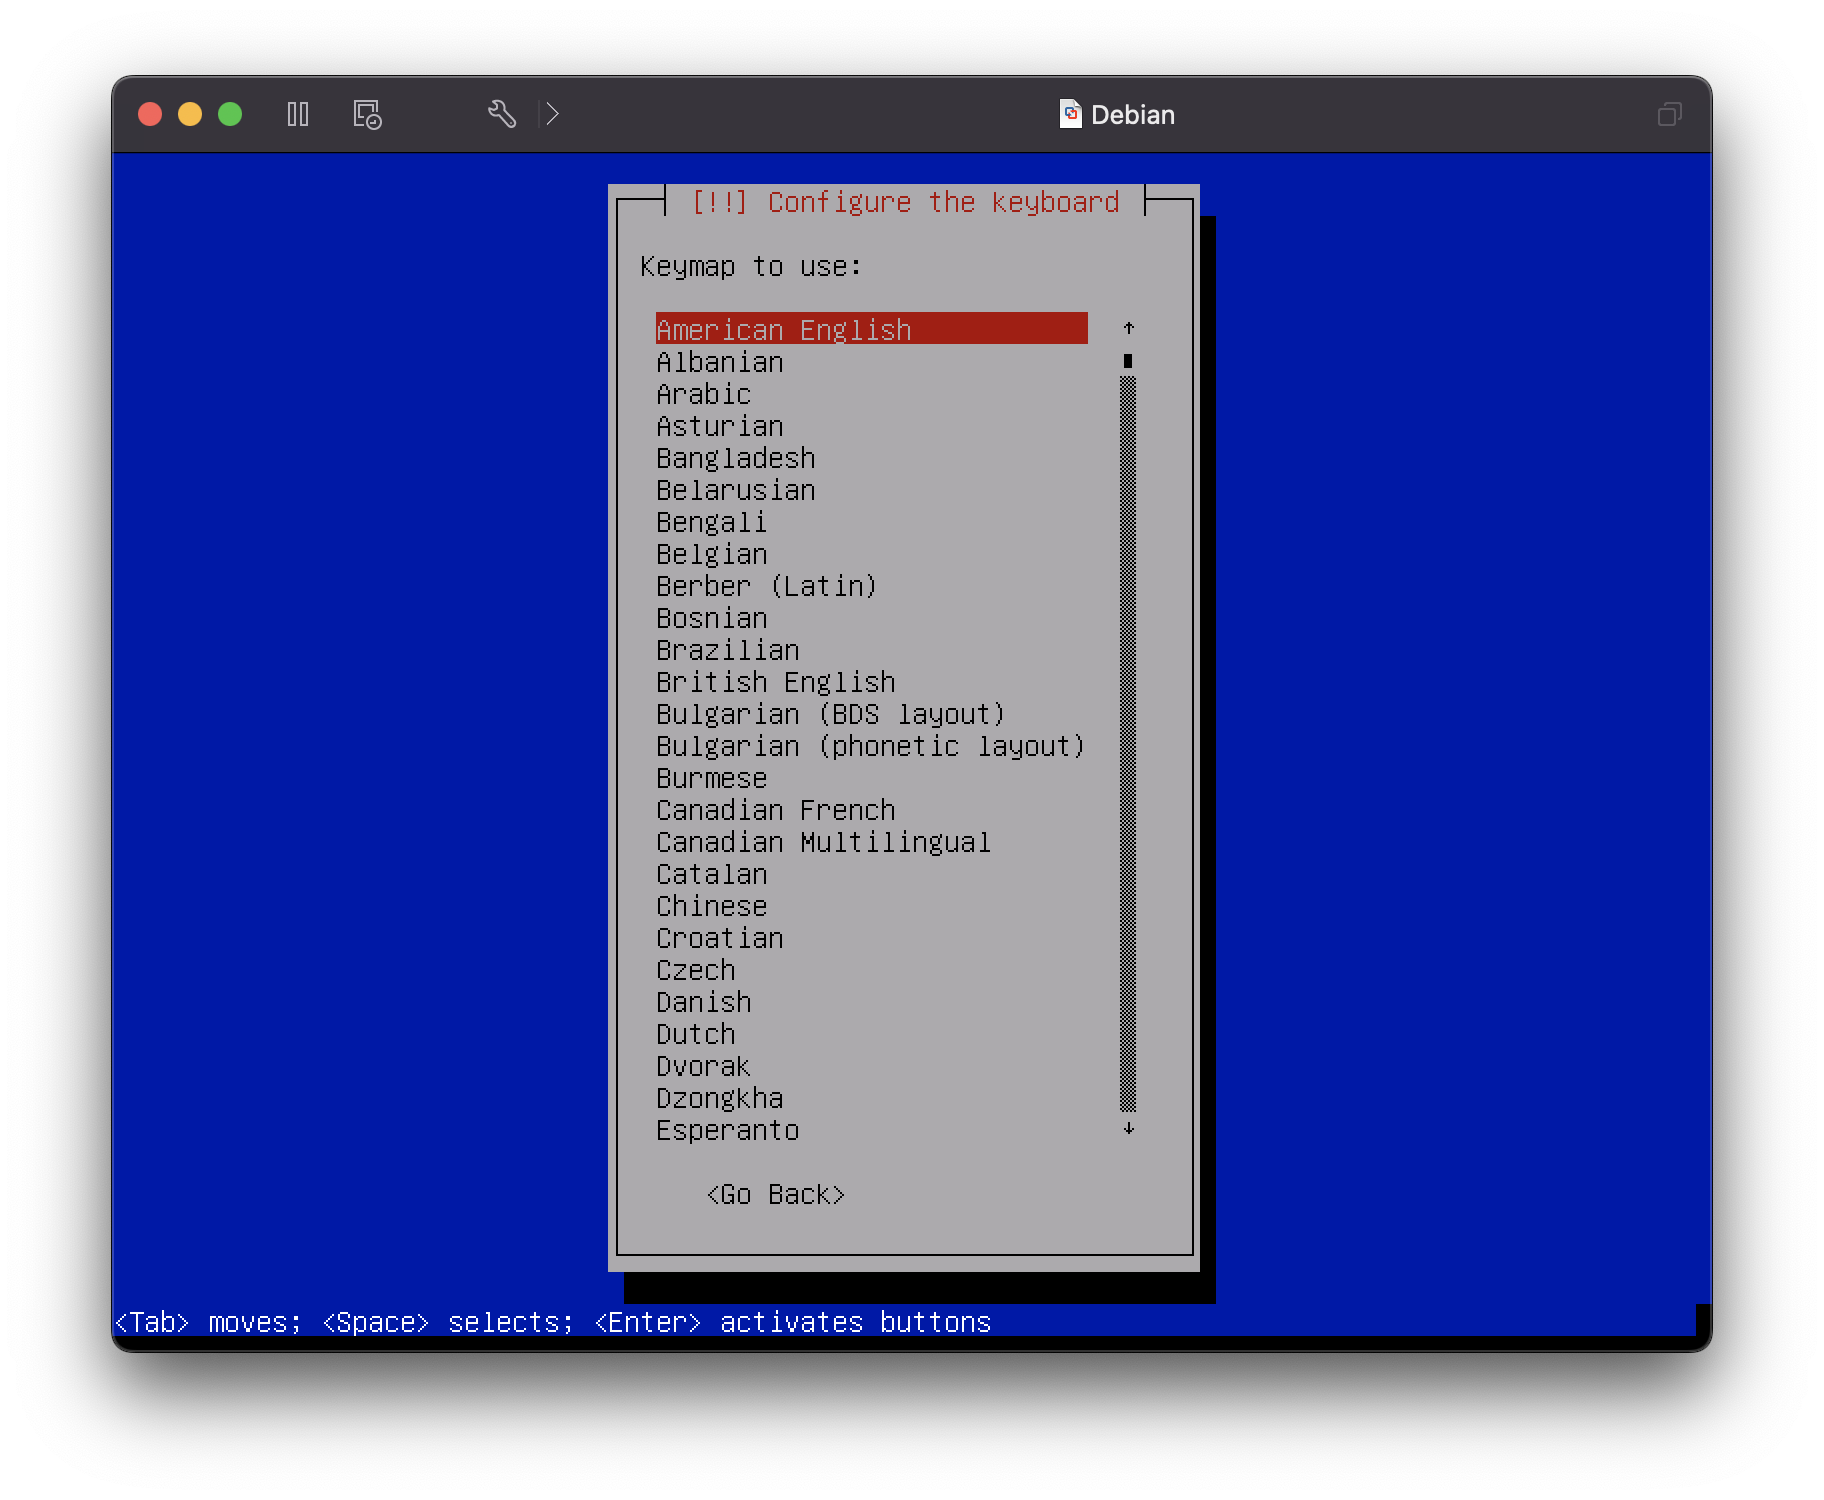 Debian
[!!] Configure the keyboard
Keymap to use:
American English
Albanian
Arabic
Asturian
Bangladesh
Belarusian
Bengali
Belgian
Berber (Latin)
Bosnian
Brazilian
British English
Bulgarian (BDS layout)
Bulgarian (phonetic layout)
Burmese
Canadian French
Canadian Multilingual
Catalan
Chinese
Croatian
Czech
Danish
Dutch
Dvorak
Dzongkha
Esperanto
<Go Back>
<Tab> moves; <Space> selects; <Enter> activates buttons